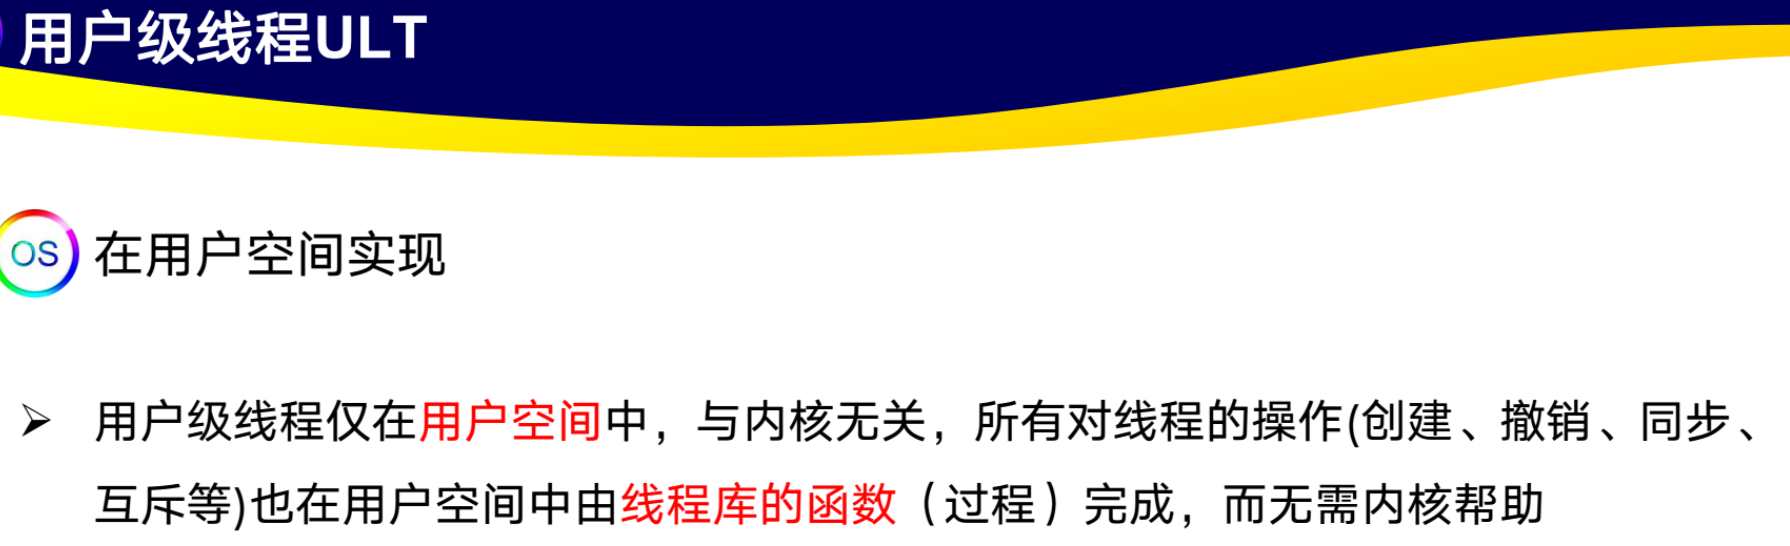 用户级线程ULT
OS 在用户空间实现
用户级线程仅在用户空间中，与内核无关，所有对线程的操作(创建、撤销、同步、
互斥等)也在用户空间中由线程库的函数（过程）完成，而无需内核帮助